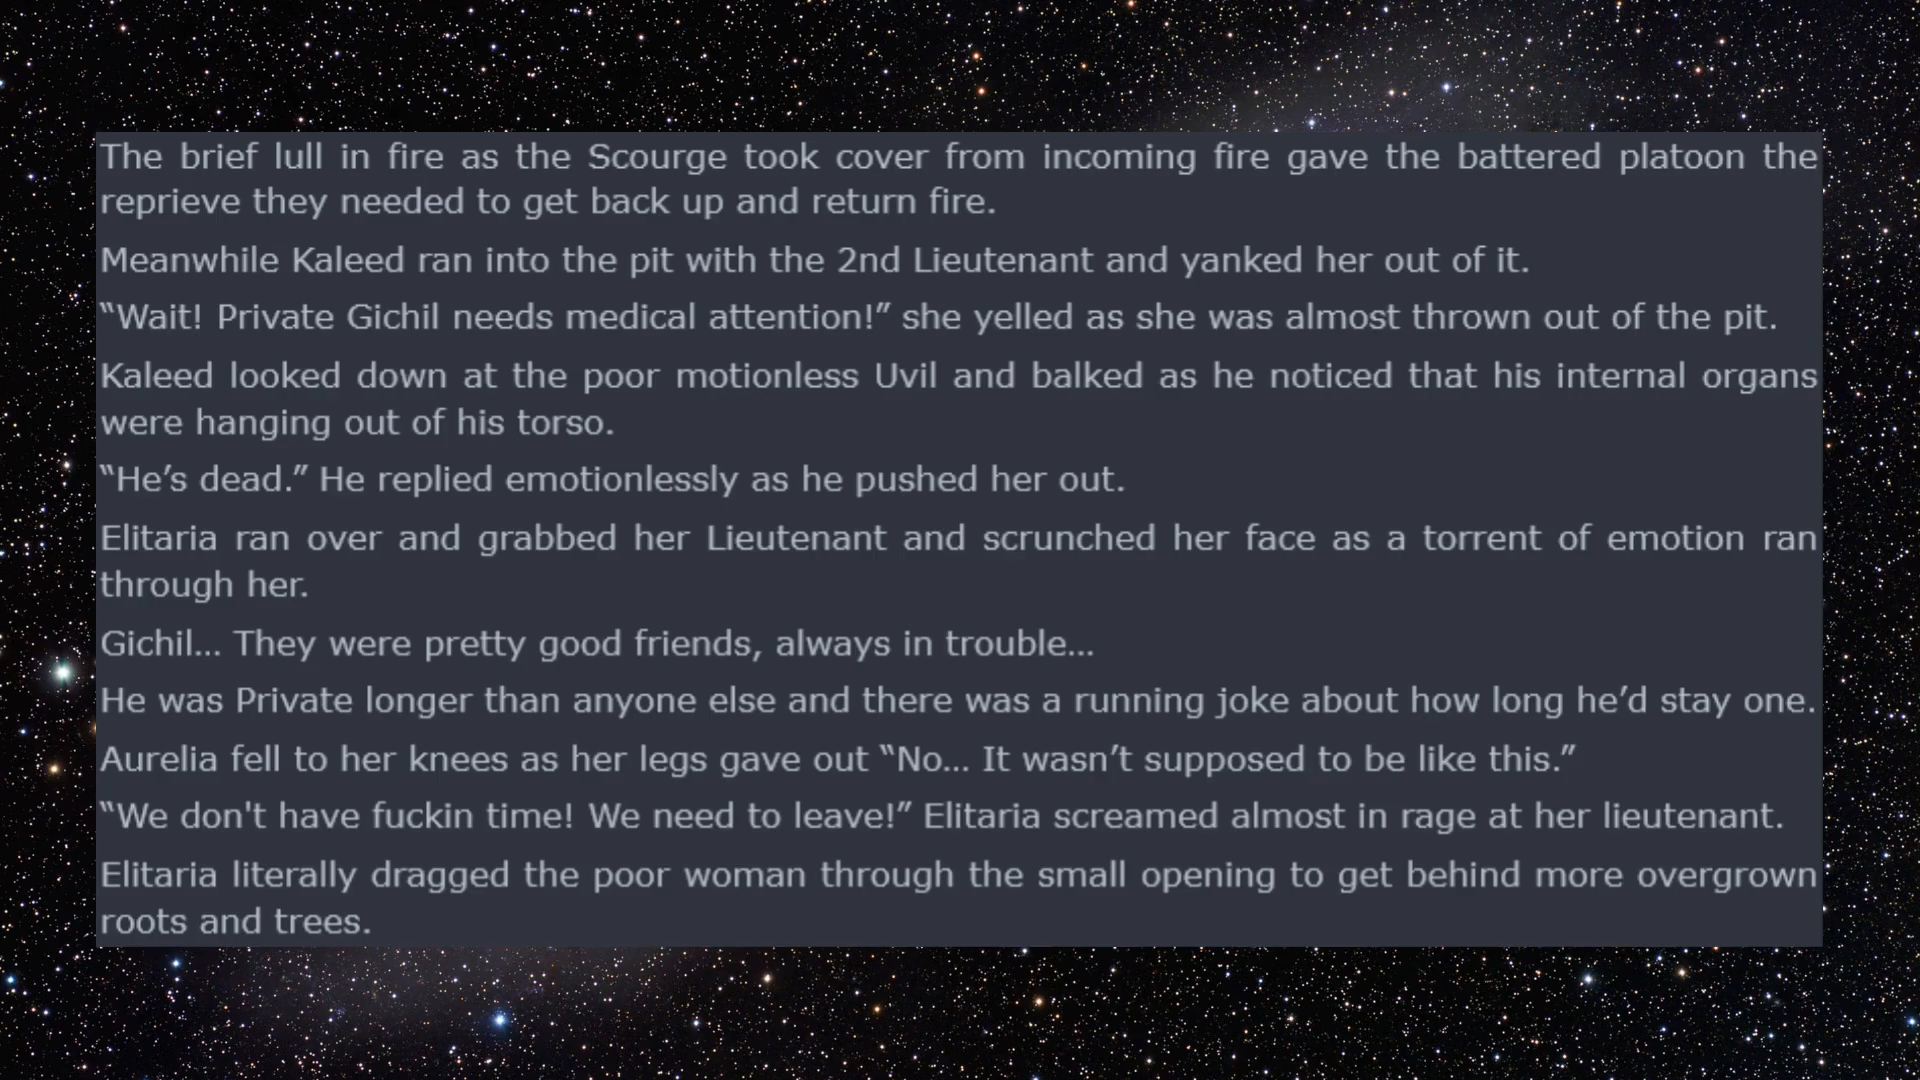 The brief lull in fire as the Scourge took cover from incoming fire gave the battered platoon the
reprieve they needed to get back up and return fire.
Meanwhile Kaleed ran into the pit with the 2nd Lieutenant and yanked her out of it.
“Wait! Private Gichil needs medical attention!” she yelled as she was almost thrown out of the pit.
Kaleed looked down at the poor motionless Uvil and balked as he noticed that his internal organs
were hanging out of his torso.
“He’s dead.” He replied emotionlessly as he pushed her out.
Elitaria ran over and grabbed her Lieutenant and scrunched her face as a torrent of emotion ran
through her.
Gichil… They were pretty good friends, always in trouble…
He was Private longer than anyone else and there was a running joke about how long he’d stay one.
Aurelia fell to her knees as her legs gave out “No… It wasn’t supposed to be like this.”
“We don't have fuckin time! We need to leave!” Elitaria screamed almost in rage at her lieutenant.
Elitaria literally dragged the poor woman through the small opening to get behind more overgrown
roots and trees.